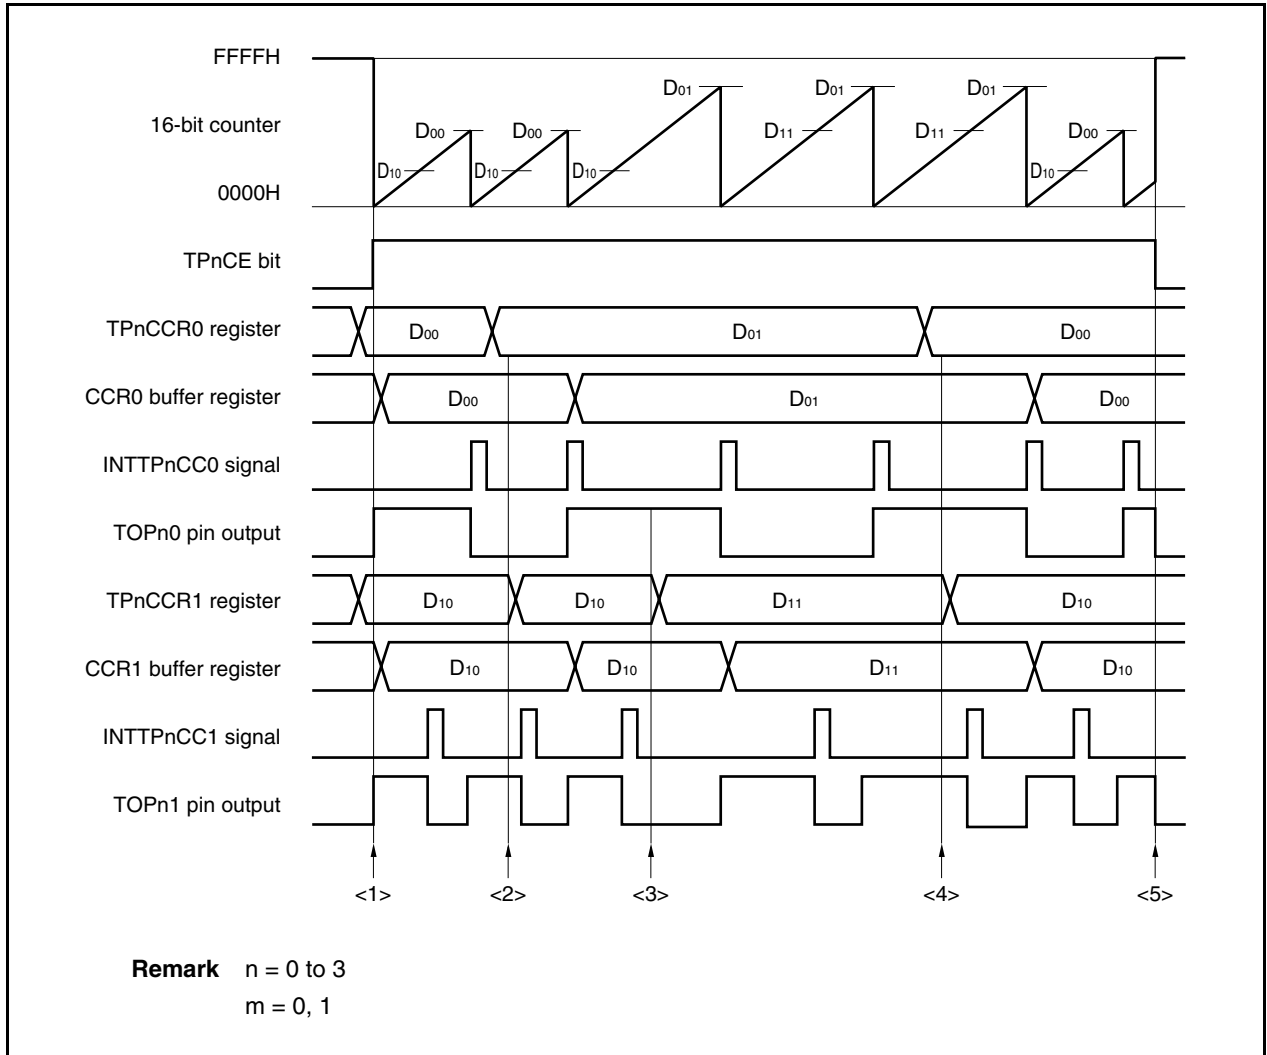 FFFFH
16-bit counter
0000H
D01 D01 D01
D00 D00 D11 D11 D00
D10 D10 D10 D10
TPnCE bit
TPnCCR0 register D00 D01 D00
CCR0 buffer register D00 D01 D00
INTTPnCC0 signal
TOPn0 pin output
TPnCCR1 register D10 D10 D11 D10
CCR1 buffer register D10 D10 D11 D10
INTTPnCC1 signal
TOPn1 pin output
<1> <2> <3> <4> <5>
Remark n = 0 to 3
m = 0, 1